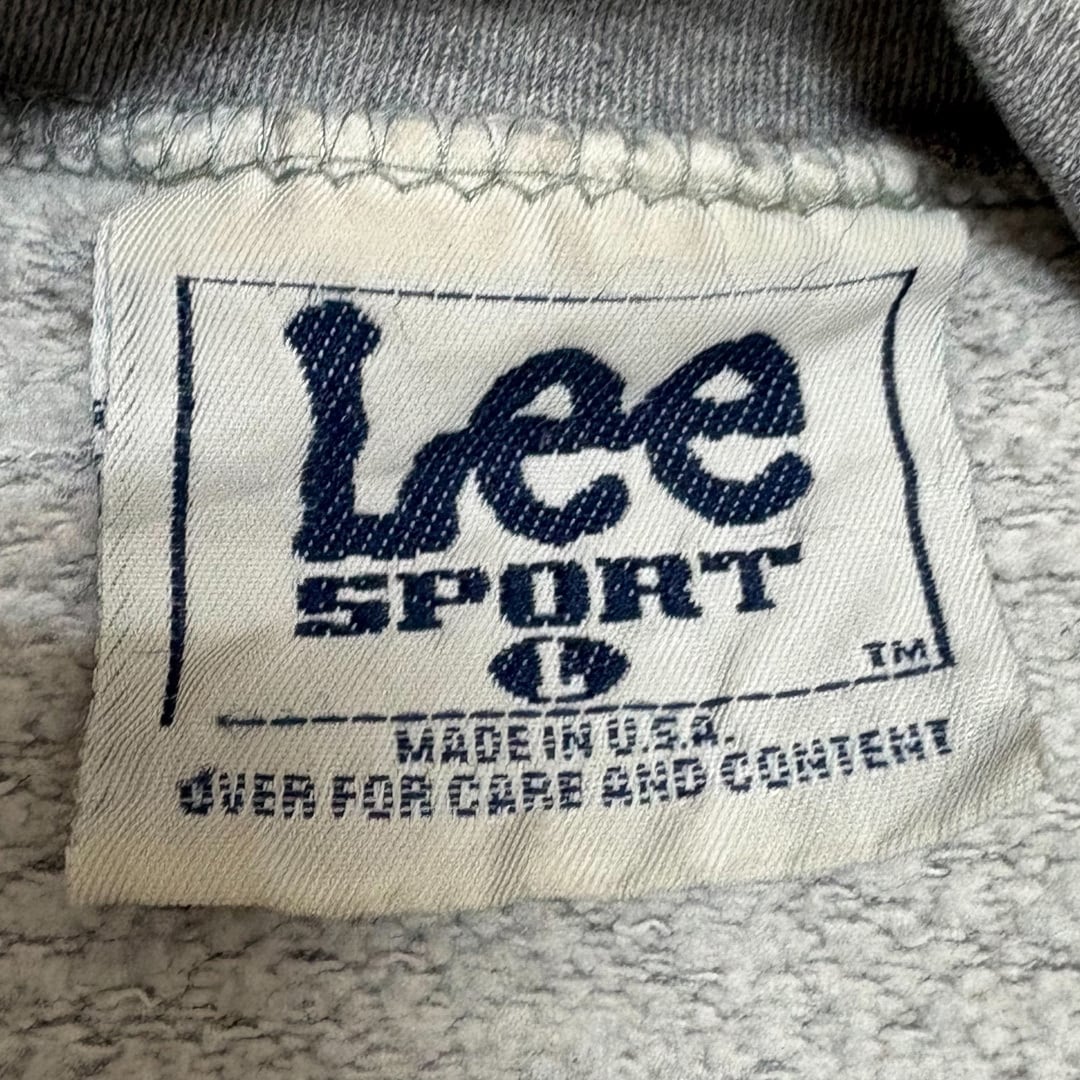 Lee
SPORT
L
TM
MADE IN U.S.A.
OVER FOR CARE AND CONTENT